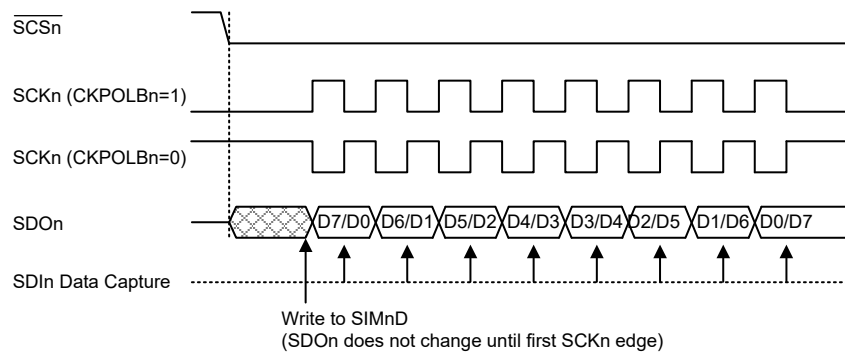 SCSn
SCKn (CKPOLBn=1)
SCKn (CKPOLBn=0)
SDOn D7/D0 D6/D1 D5/D2 D4/D3 D3/D4 D2/D5 D1/D6 D0/D7
SDIn Data Capture
Write to SIMnD
(SDOn does not change until first SCKn edge)